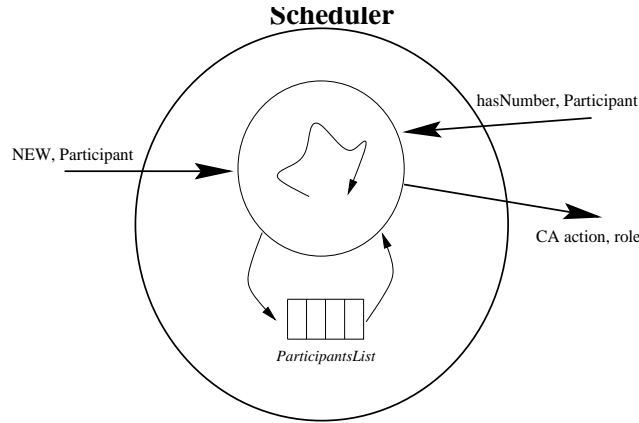 Scheduler
hasNumber, Participant
NEW, Participant
CA action, role
ParticipantsList